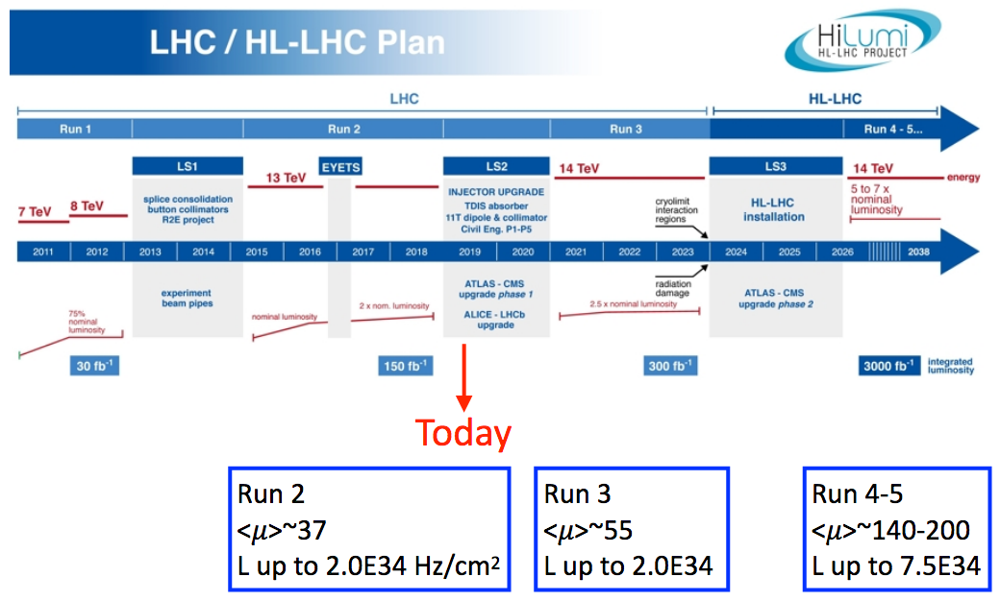 LHC / HL-LHC Plan
HiLumi
HL-LHC PROJECT
LHC
HL-LHC
Run 1
Run 2
Run 3
Run 4 - 5...
LS1
EYETS
LS2
LS3
7 TeV
8 TeV
13 TeV
14 TeV
14 TeV
energy
splice consolidation
button collimators
R2E project
INJECTOR UPGRADE
TDIS absorber
11T dipole & collimator
Civil Eng. P1-P5
cryolimit
interaction
regions
HL-LHC
installation
5 to 7 x
nominal
luminosity
2011
2012
2013
2014
2015
2016
2017
2018
2019
2020
2021
2022
2023
2024
2025
2026
2038
75%
nominal
luminosity
experiment
beam pipes
nominal luminosity
2 x nom. luminosity
ATLAS - CMS
upgrade phase 1
ALICE - LHCb
upgrade
2.5 x nominal luminosity
radiation
damage
ATLAS - CMS
upgrade phase 2
30 fb-1
150 fb-1
300 fb-1
3000 fb-1
integrated
luminosity
Today
Run 2
<𝜇>~37
L up to 2.0E34 Hz/cm²
Run 3
<𝜇>~55
L up to 2.0E34
Run 4-5
<𝜇>~140-200
L up to 7.5E34